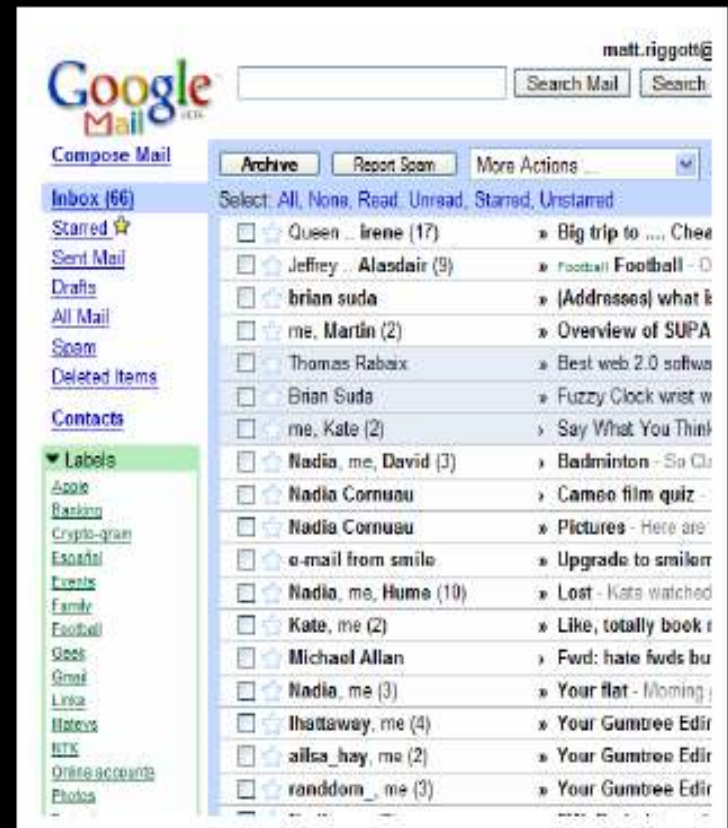 matt.riggott@
Google
Mail
BETA
Search Mail Search
Compose Mail
Archive Report Spam More Actions ...
Inbox (66)
Select: All, None, Read, Unread, Starred, Unstarred
Starred
Sent Mail
Drafts
All Mail
Spam
Deleted Items
Contacts
Labels
Apple
Banking
Crypto-gram
Español
Events
Family
Football
Geek
Gmail
Links
NTK
Online accounts
Photos
Queen .. irene (17) » Big trip to .... Chea
Jeffrey .. Alasdair (9) » Football Football - O
brian suda » (Addresses) what is
me, Martin (2) » Overview of SUPA
Thomas Rabaix » Best web 2.0 softwa
Brian Suda » Fuzzy Clock wrist w
me, Kate (2) › Say What You Think
Nadia, me, David (3) › Badminton - So Cl
Nadia Cornuau › Cameo film quiz -
Nadia Cornuau » Pictures - Here are
e-mail from smile » Upgrade to smilem
Nadia, me, Hume (10) » Lost - Kate watched
Kate, me (2) » Like, totally book r
Michael Allan › Fwd: hate fwds bu
Nadia, me (3) » Your flat - Morning
lhattaway, me (4) » Your Gumtree Edir
ailsa_hay, me (2) » Your Gumtree Edir
randdom_, me (3) » Your Gumtree Edir